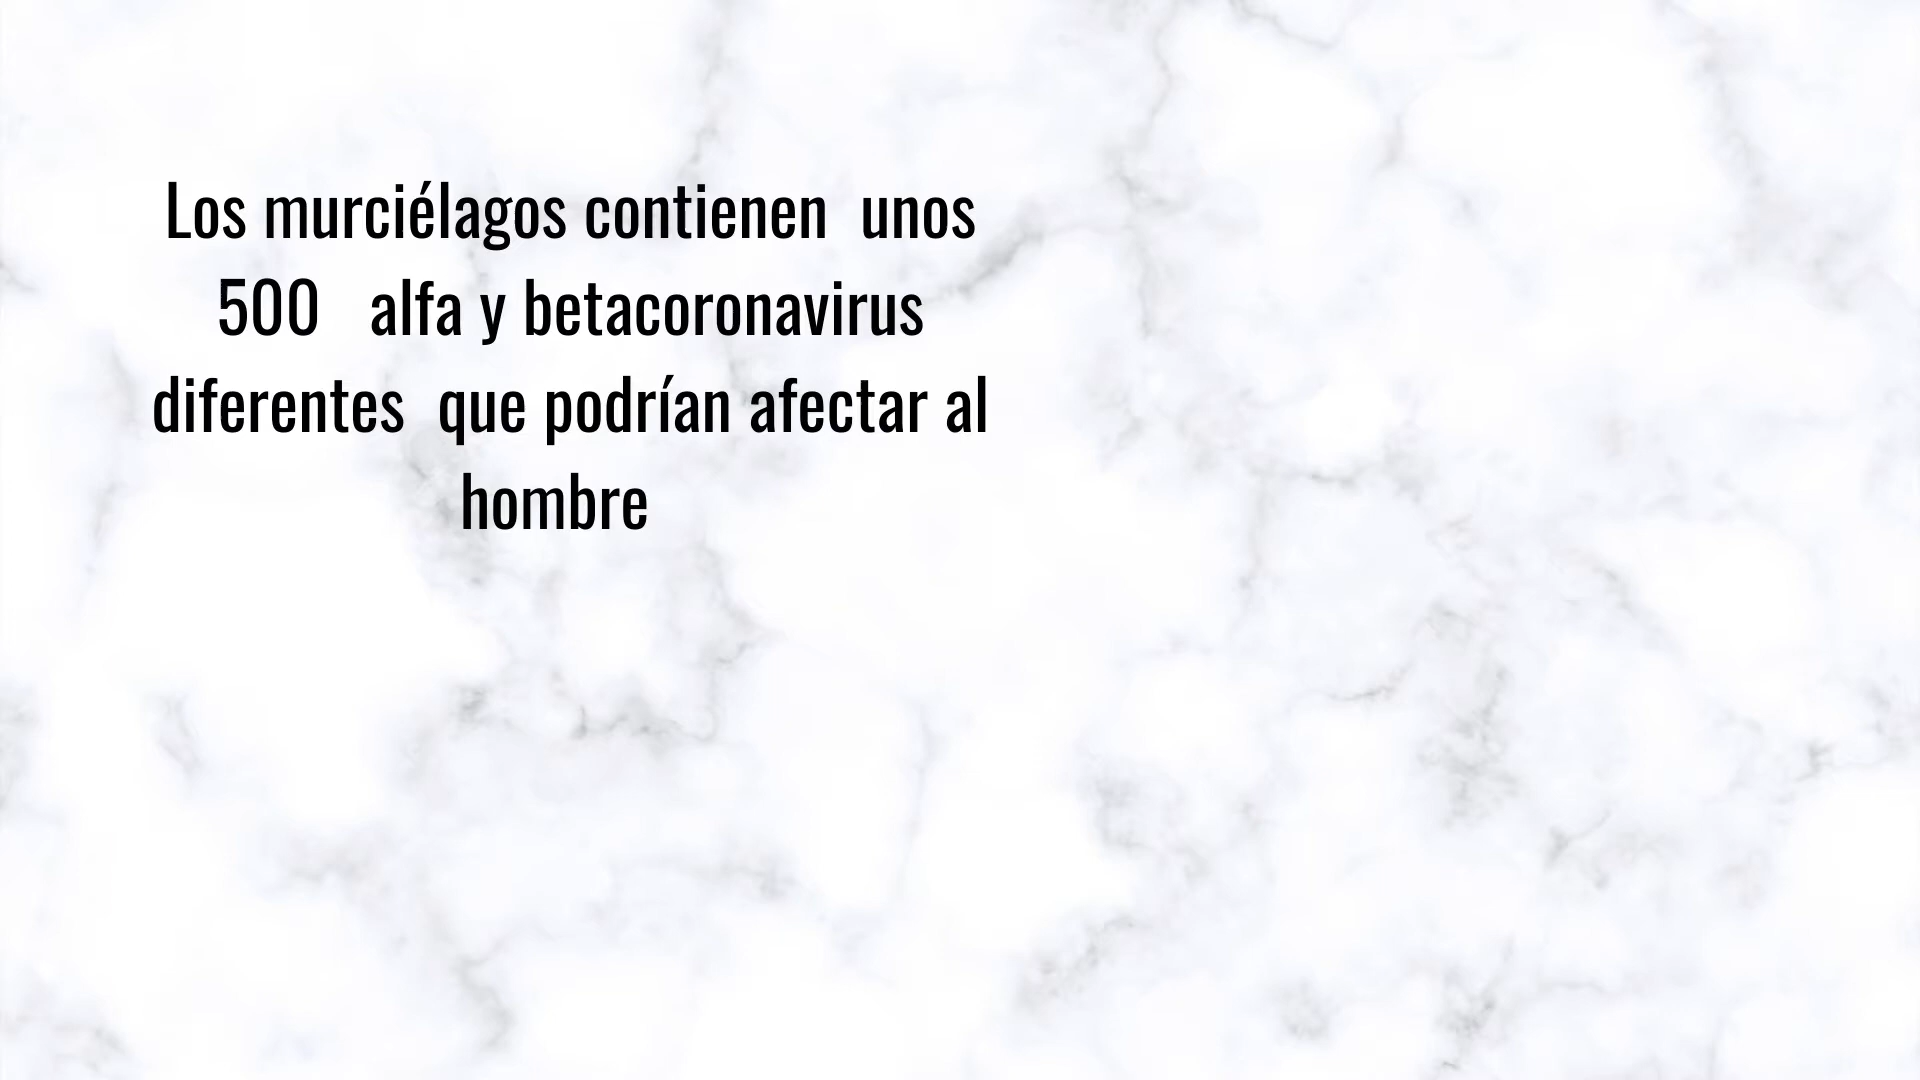 Los murciélagos contienen  unos
500   alfa y betacoronavirus
diferentes  que podrían afectar al
hombre